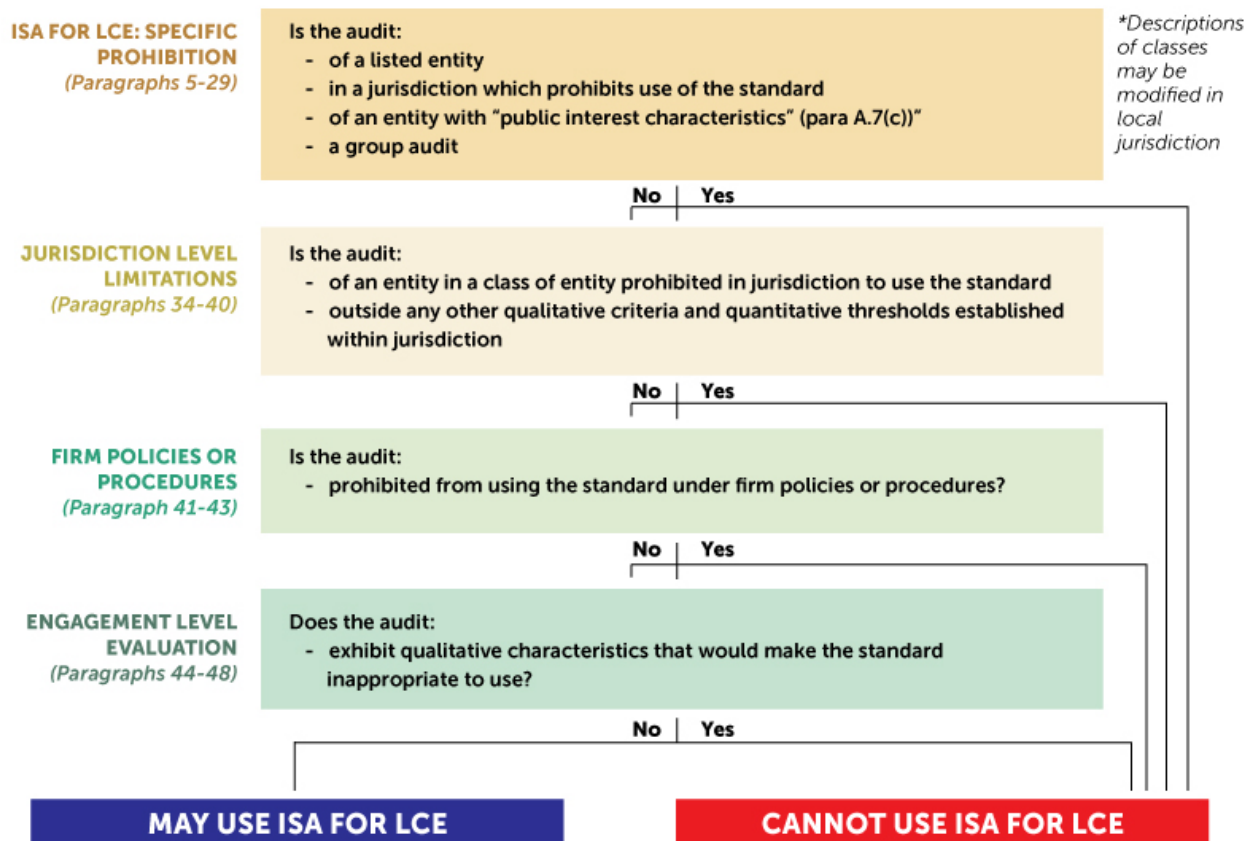 ISA FOR LCE: SPECIFIC
PROHIBITION
(Paragraphs 5-29)
Is the audit:
- of a listed entity
- in a jurisdiction which prohibits use of the standard
- of an entity with “public interest characteristics” (para A.7(c))”
- a group audit
*Descriptions
of classes
may be
modified in
local
jurisdiction
No Yes
JURISDICTION LEVEL
LIMITATIONS
(Paragraphs 34-40)
Is the audit:
- of an entity in a class of entity prohibited in jurisdiction to use the standard
- outside any other qualitative criteria and quantitative thresholds established
within jurisdiction
No Yes
FIRM POLICIES OR
PROCEDURES
(Paragraph 41-43)
Is the audit:
- prohibited from using the standard under firm policies or procedures?
No Yes
ENGAGEMENT LEVEL
EVALUATION
(Paragraphs 44-48)
Does the audit:
- exhibit qualitative characteristics that would make the standard
inappropriate to use?
No Yes
MAY USE ISA FOR LCE
CANNOT USE ISA FOR LCE